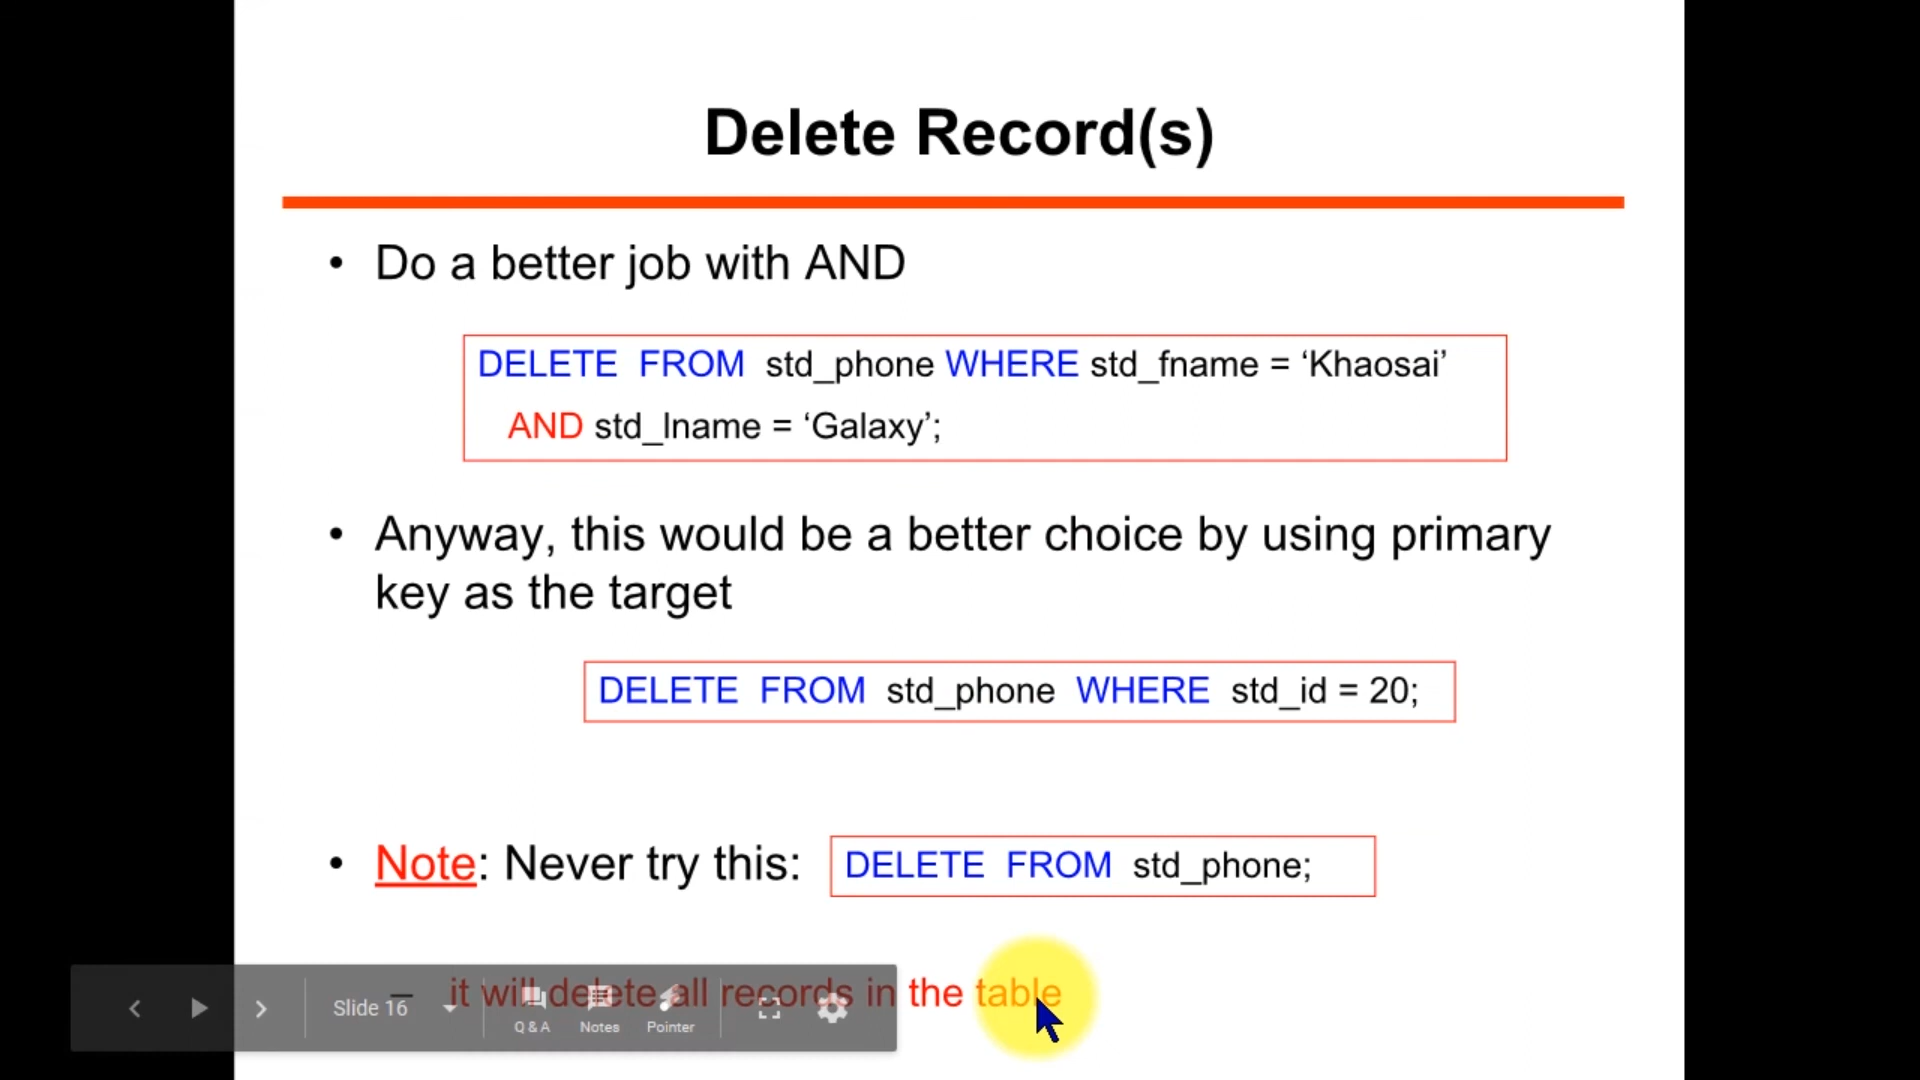 Delete Record(s)
• Do a better job with AND
DELETE FROM std_phone WHERE std_fname = ‘Khaosai’
AND std_lname = ‘Galaxy’;
• Anyway, this would be a better choice by using primary
key as the target
DELETE FROM std_phone WHERE std_id = 20;
• Note: Never try this: DELETE FROM std_phone;
– it will delete all records in the table
Slide 16
Q & A Notes Pointer